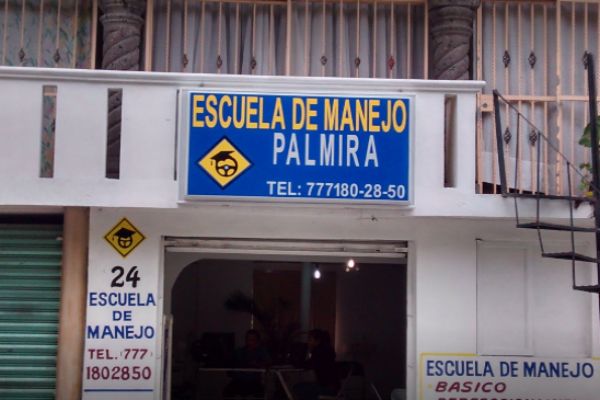 ESCUELA DE MANEJO
PALMIRA
TEL: 777180-28-50
24
ESCUELA
DE
MANEJO
TEL. (777
1802850
ESCUELA DE MANEJO
BASICO